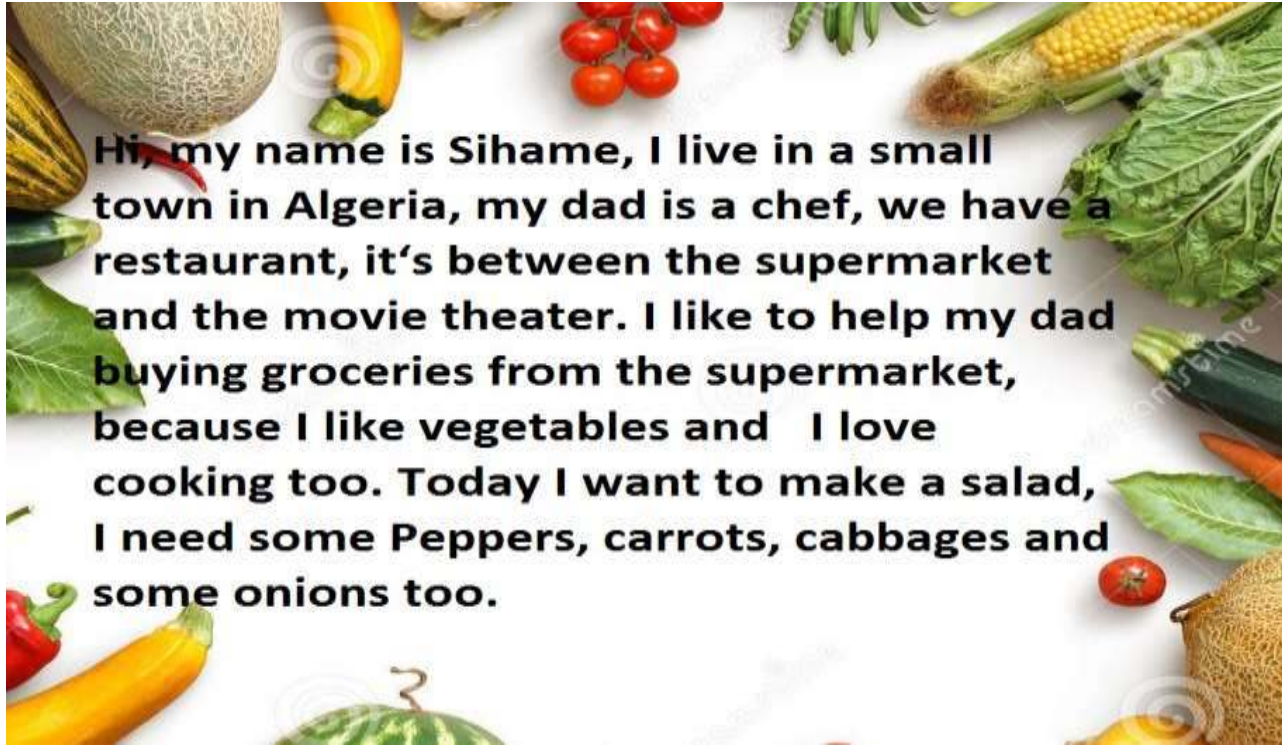 Hi, my name is Sihame, I live in a small
town in Algeria, my dad is a chef, we have a
restaurant, it‘s between the supermarket
and the movie theater. I like to help my dad
buying groceries from the supermarket,
because I like vegetables and   I love
cooking too. Today I want to make a salad,
I need some Peppers, carrots, cabbages and
some onions too.